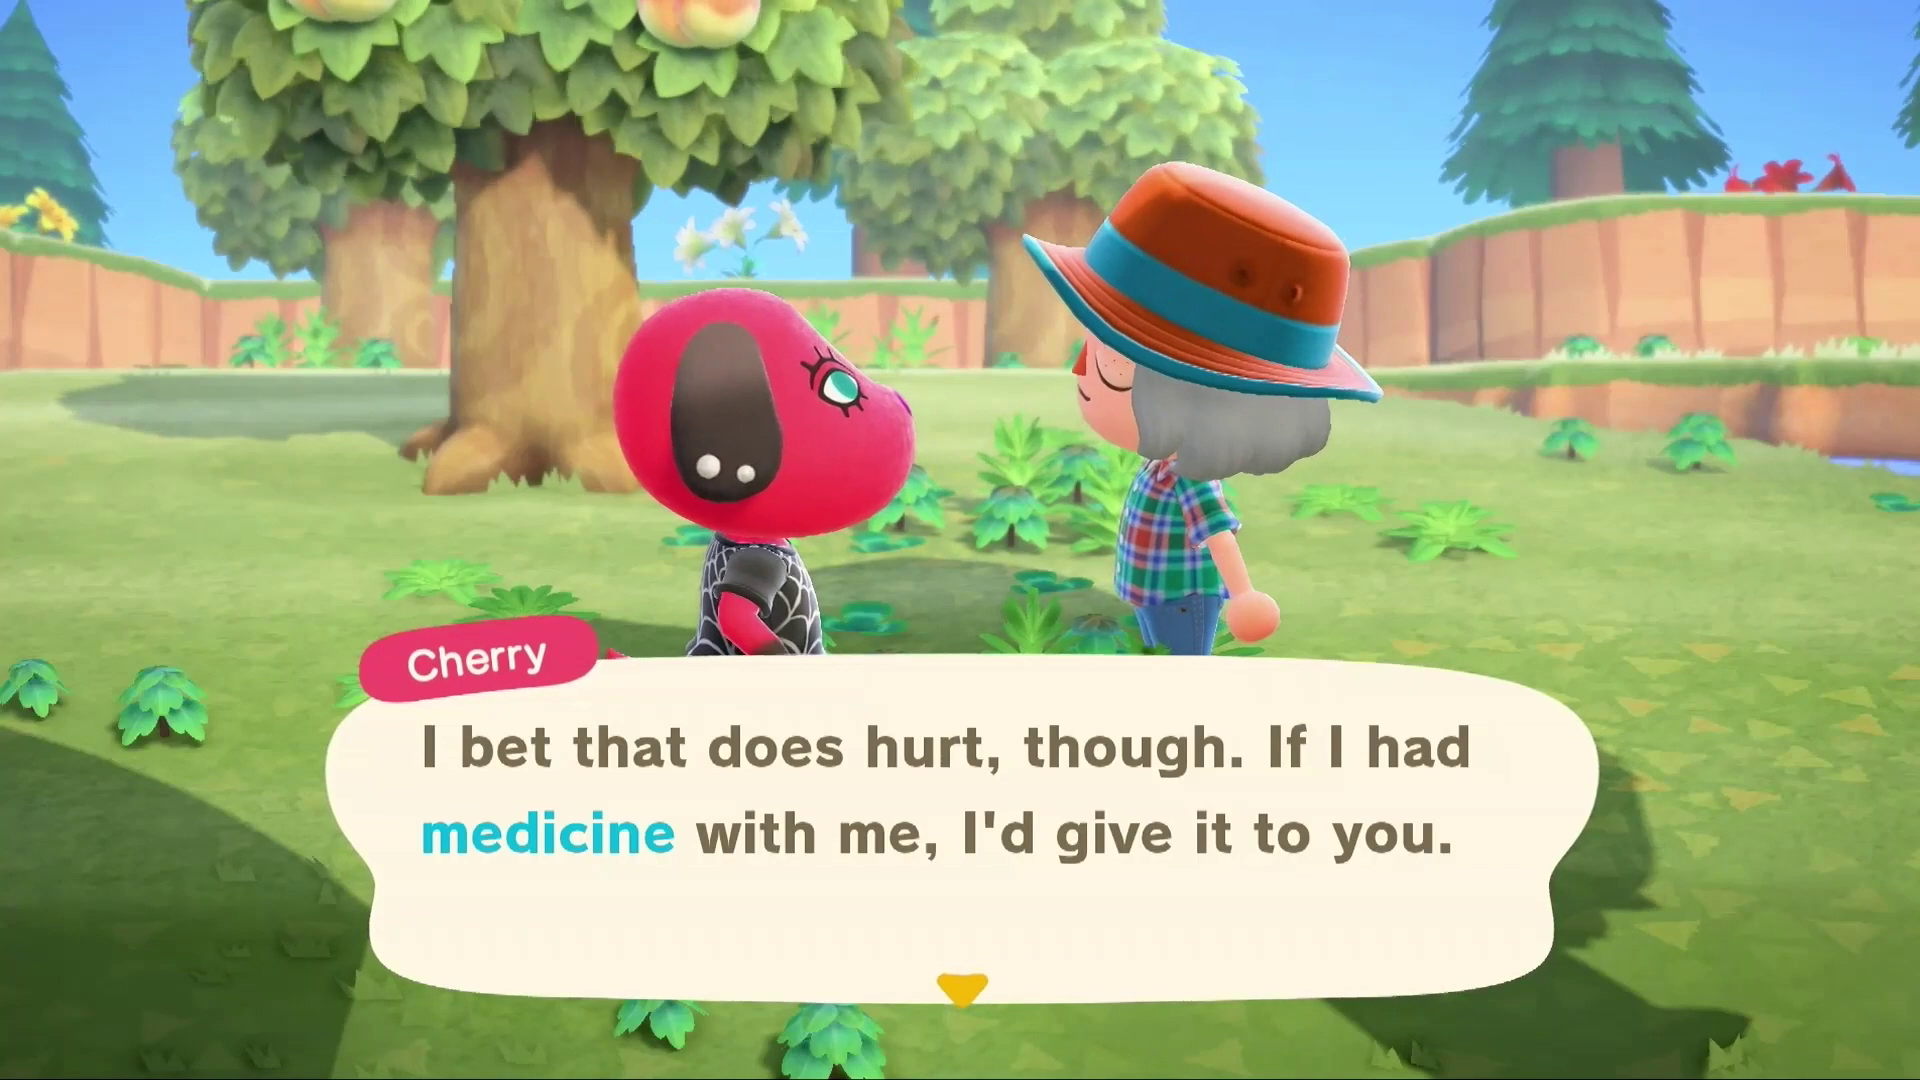 Cherry
I bet that does hurt, though. If I had
medicine with me, I'd give it to you.